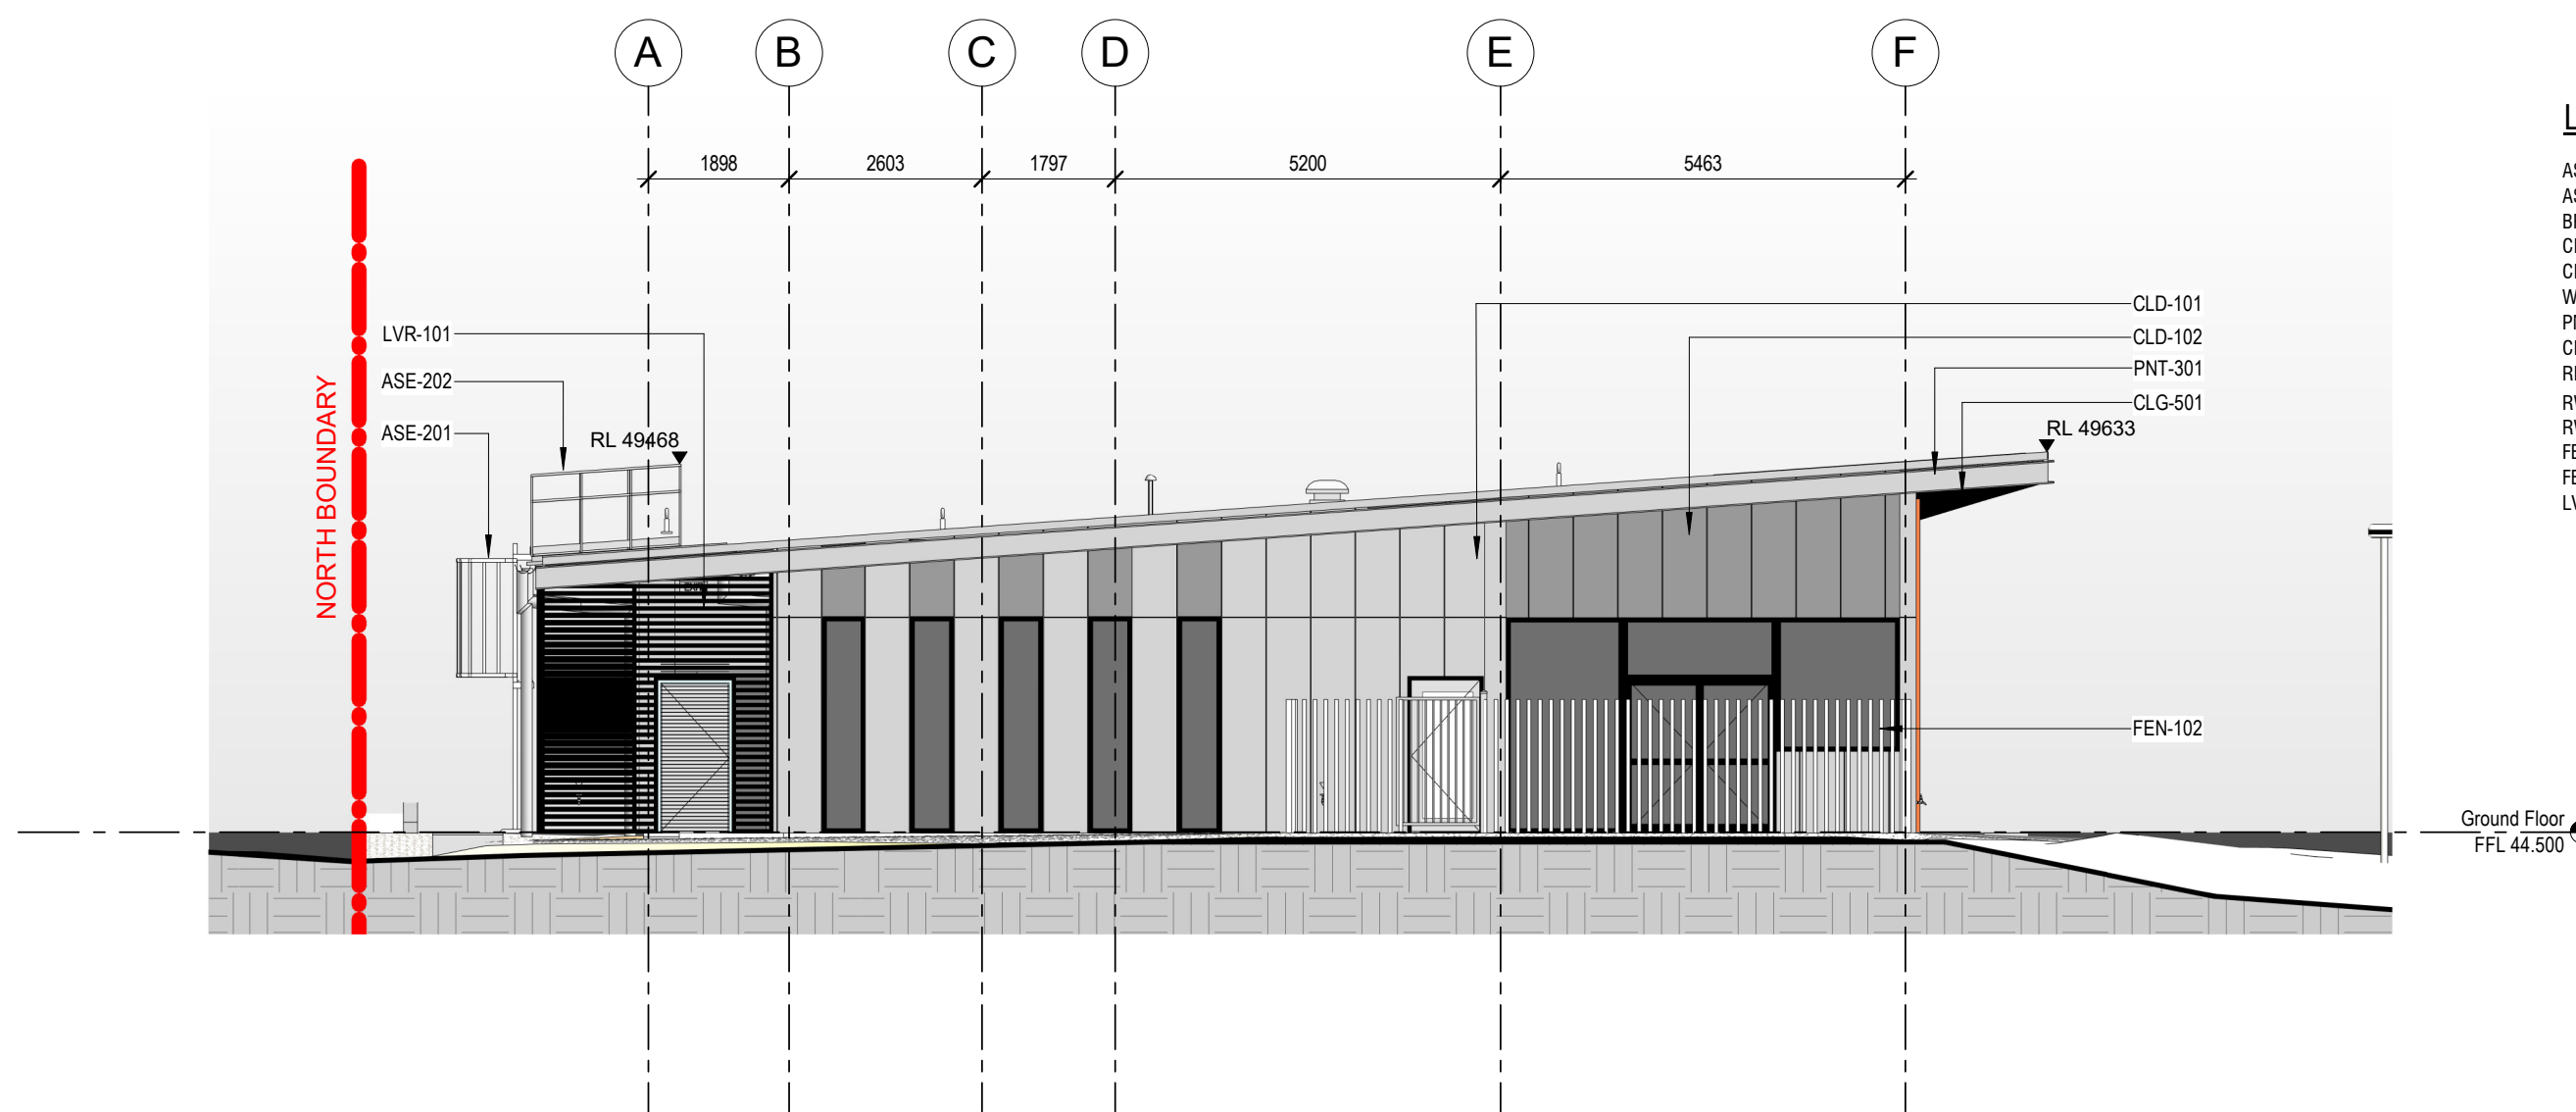 A
B
C
D
E
F
1898
2603
1797
5200
5463
LVR-101
ASE-202
ASE-201
RL 49468
NORTH BOUNDARY
CLD-101
CLD-102
PNT-301
CLG-501
RL 49633
FEN-102
Ground Floor
FFL 44.500